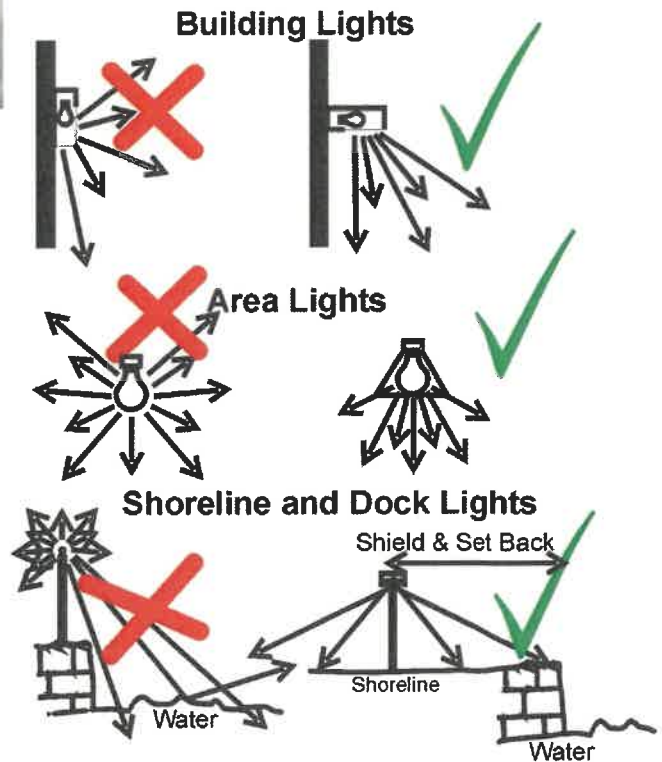 Building Lights
Area Lights
Shoreline and Dock Lights
Shield & Set Back
Shoreline
Water
Water